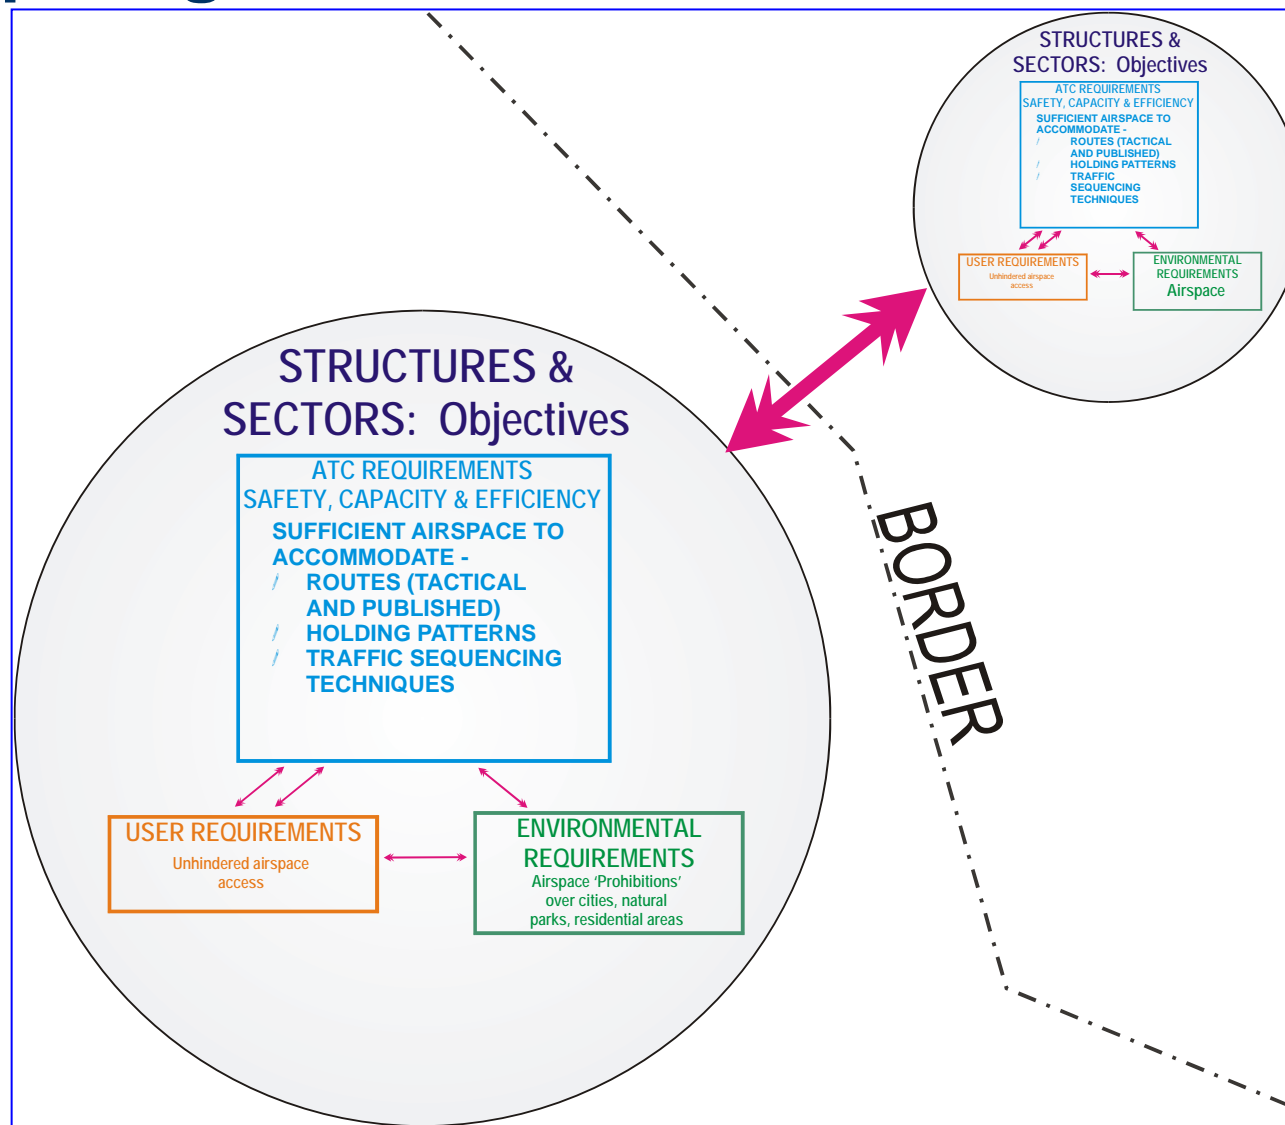 STRUCTURES &
SECTORS: Objectives
ATC REQUIREMENTS
SAFETY, CAPACITY & EFFICIENCY
SUFFICIENT AIRSPACE TO
ACCOMMODATE -
/ ROUTES (TACTICAL
AND PUBLISHED)
/ HOLDING PATTERNS
/ TRAFFIC
SEQUENCING
TECHNIQUES
USER REQUIREMENTS
Unhindered airspace
access
ENVIRONMENTAL
REQUIREMENTS
Airspace
STRUCTURES &
SECTORS: Objectives
ATC REQUIREMENTS
SAFETY, CAPACITY & EFFICIENCY
SUFFICIENT AIRSPACE TO
ACCOMMODATE -
/ ROUTES (TACTICAL
AND PUBLISHED)
/ HOLDING PATTERNS
/ TRAFFIC SEQUENCING
TECHNIQUES
USER REQUIREMENTS
Unhindered airspace
access
ENVIRONMENTAL
REQUIREMENTS
Airspace ‘Prohibitions’
over cities, natural
parks, residential areas
BORDER